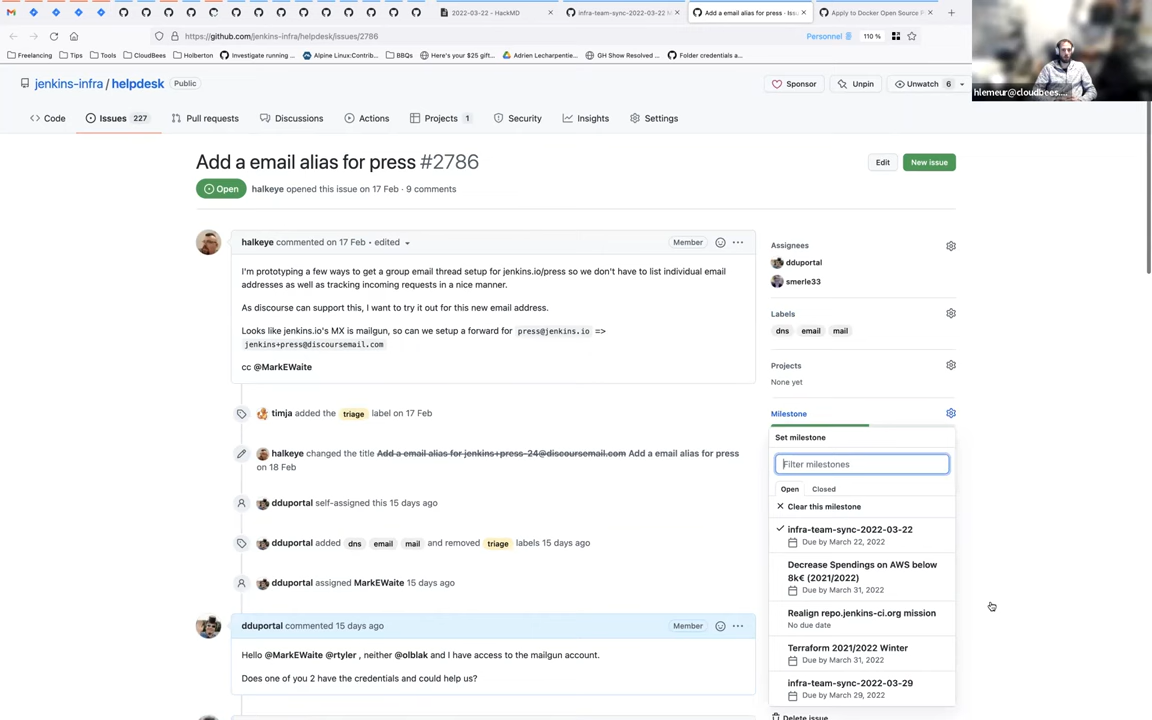 2022-03-22 - HackMD
infra-team-sync-2022-03-22 M
Add a email alias for press · Issu
Apply to Docker Open Source P
https://github.com/jenkins-infra/helpdesk/issues/2786
Personnel
110 %
Freelancing
Tips
Tools
CloudBees
Holberton
Investigate running ...
Alpine Linux:Contrib...
BBQs
Here's your $25 gift...
Adrien Lecharpentie...
GH Show Resolved ...
Folder credentials a...
hlemeur@cloudbees....
jenkins-infra / helpdesk
Public
Sponsor
Unpin
Unwatch 6
Code
Issues 227
Pull requests
Discussions
Actions
Projects 1
Security
Insights
Settings
Add a email alias for press #2786
Edit
New issue
Open
halkeye opened this issue on 17 Feb · 9 comments
halkeye commented on 17 Feb • edited
Member
I'm prototyping a few ways to get a group email thread setup for jenkins.io/press so we don't have to list individual email
addresses as well as tracking incoming requests in a nice manner.
As discourse can support this, I want to try it out for this new email address.
Looks like jenkins.io's MX is mailgun, so can we setup a forward for press@jenkins.io =>
jenkins+press@discoursemail.com
cc @MarkEWaite
timja added the triage label on 17 Feb
halkeye changed the title Add a email alias for jenkins+press-24@discoursemail.com Add a email alias for press
on 18 Feb
dduportal self-assigned this 15 days ago
dduportal added dns email mail and removed triage labels 15 days ago
dduportal assigned MarkEWaite 15 days ago
dduportal commented 15 days ago
Member
Hello @MarkEWaite @rtyler , neither @olblak and I have access to the mailgun account.
Does one of you 2 have the credentials and could help us?
Assignees
dduportal
smerle33
Labels
dns email mail
Projects
None yet
Milestone
Set milestone
Filter milestones
Open
Closed
Clear this milestone
infra-team-sync-2022-03-22
Due by March 22, 2022
Decrease Spendings on AWS below
8k€ (2021/2022)
Due by March 31, 2022
Realign repo.jenkins-ci.org mission
No due date
Terraform 2021/2022 Winter
Due by March 31, 2022
infra-team-sync-2022-03-29
Due by March 29, 2022
Delete issue